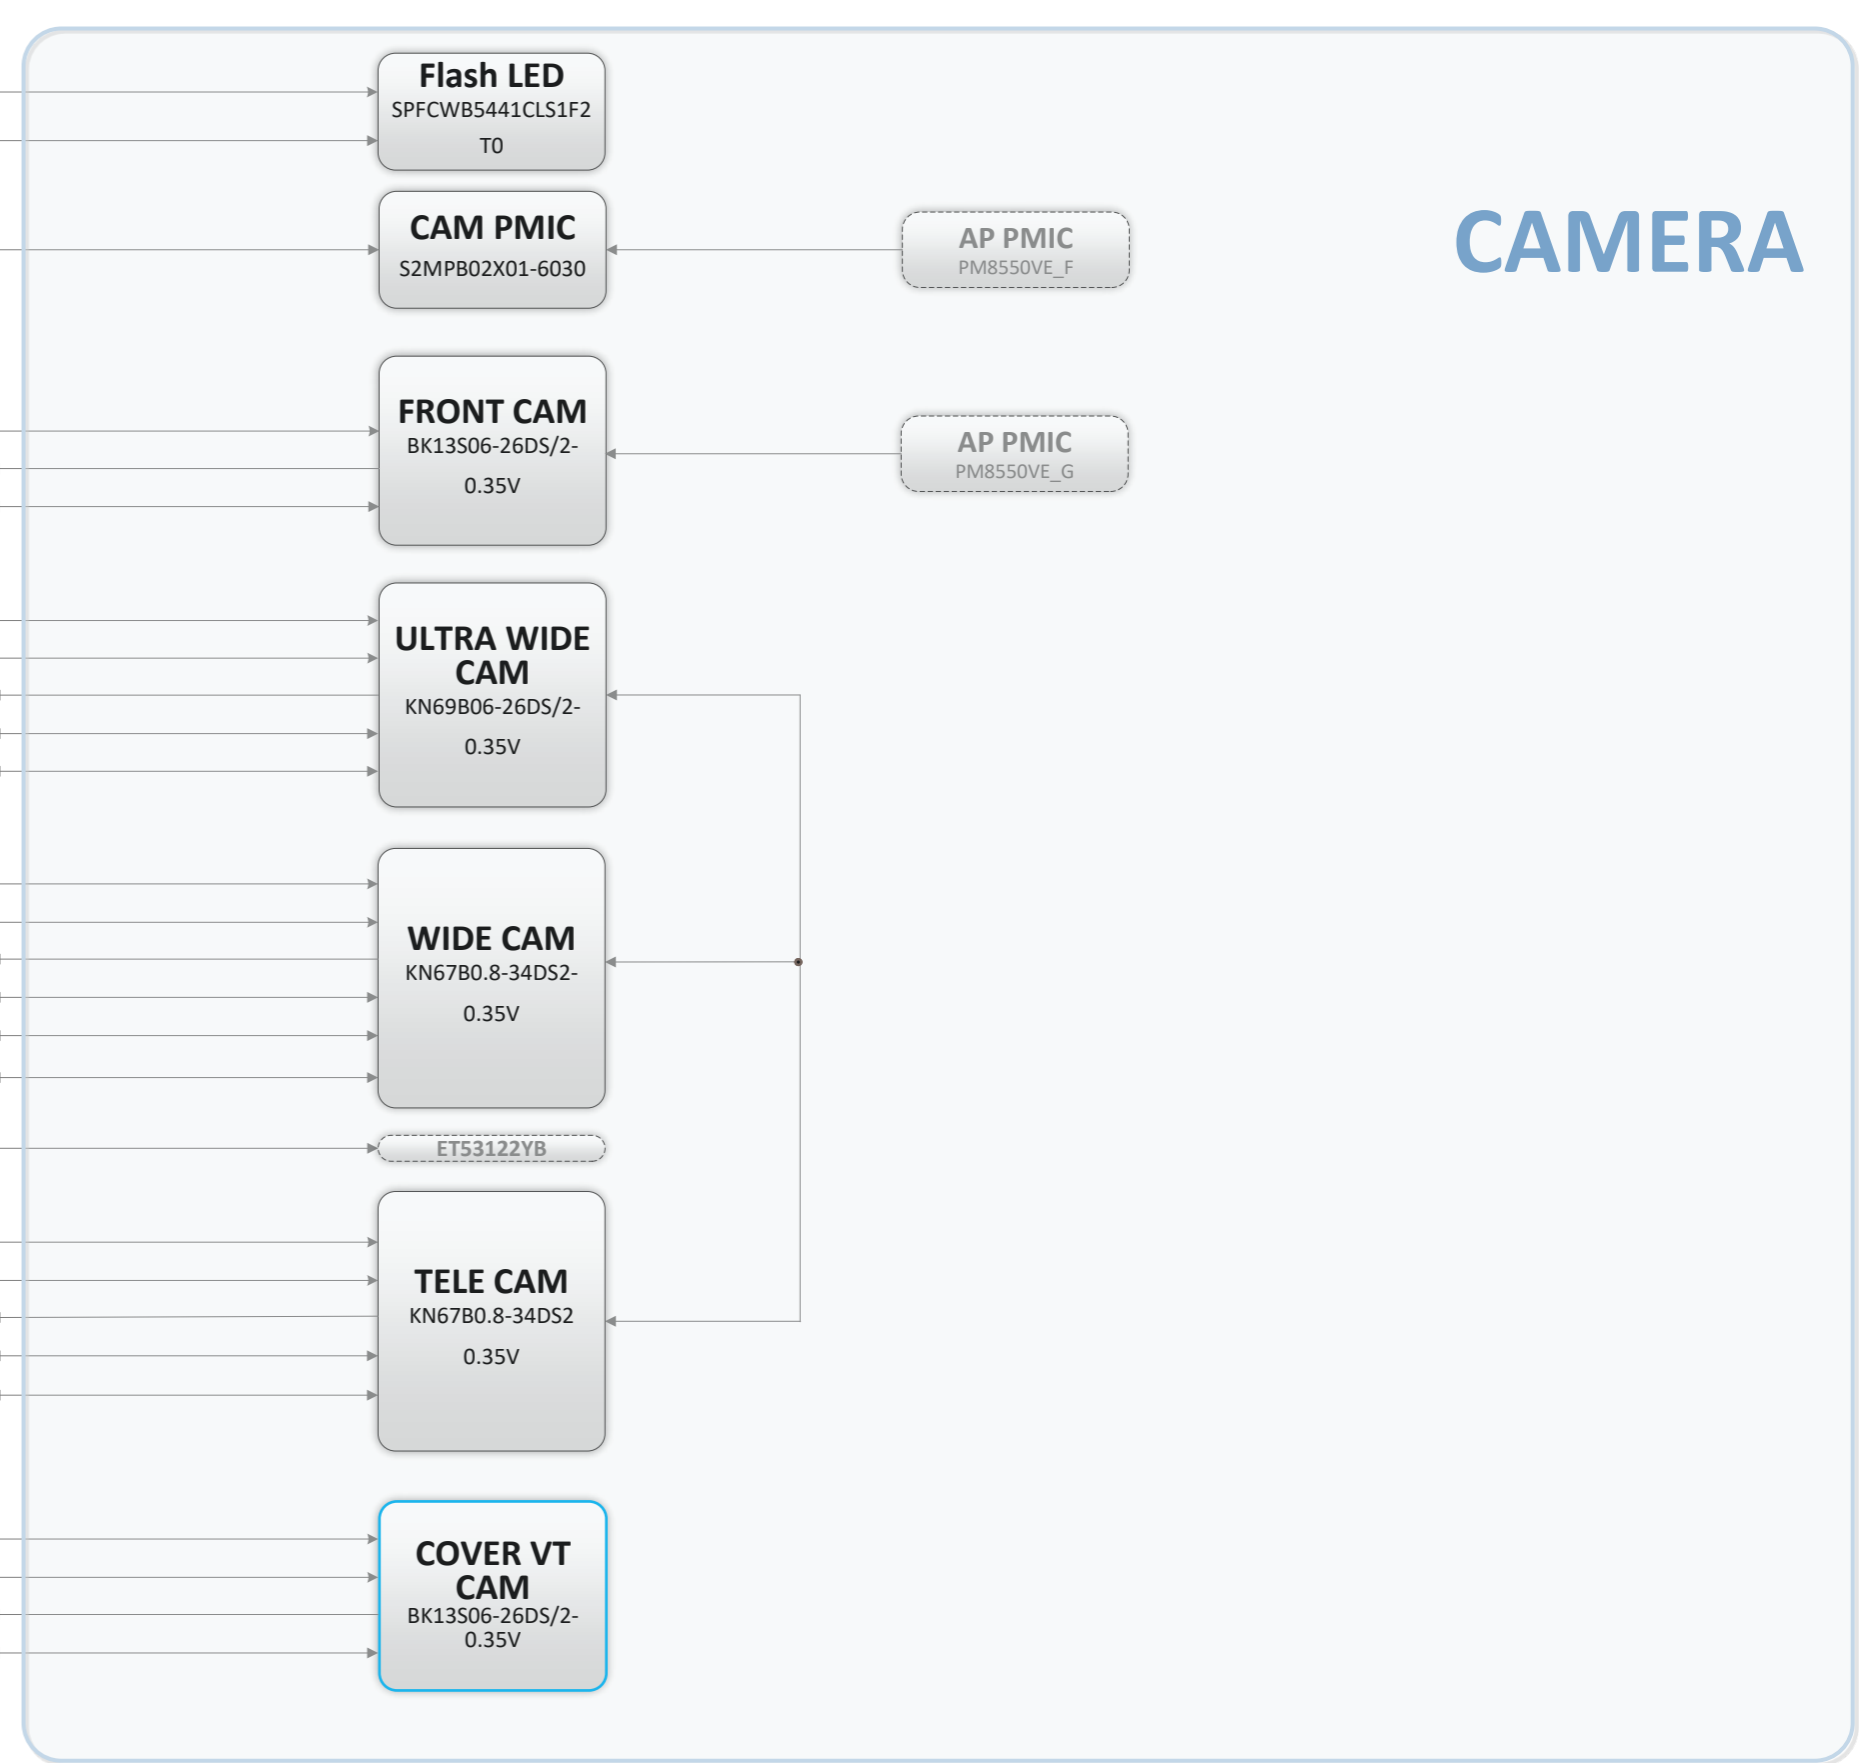 Flash LED
SPFCWB5441CLS1F2
T0
CAM PMIC
S2MPB02X01-6030
AP PMIC
PM8550VE_F
CAMERA
FRONT CAM
BK13S06-26DS/2-
0.35V
AP PMIC
PM8550VE_G
ULTRA WIDE
CAM
KN69B06-26DS/2-
0.35V
WIDE CAM
KN67B0.8-34DS2-
0.35V
ET53122YB
TELE CAM
KN67B0.8-34DS2
0.35V
COVER VT
CAM
BK13S06-26DS/2-
0.35V